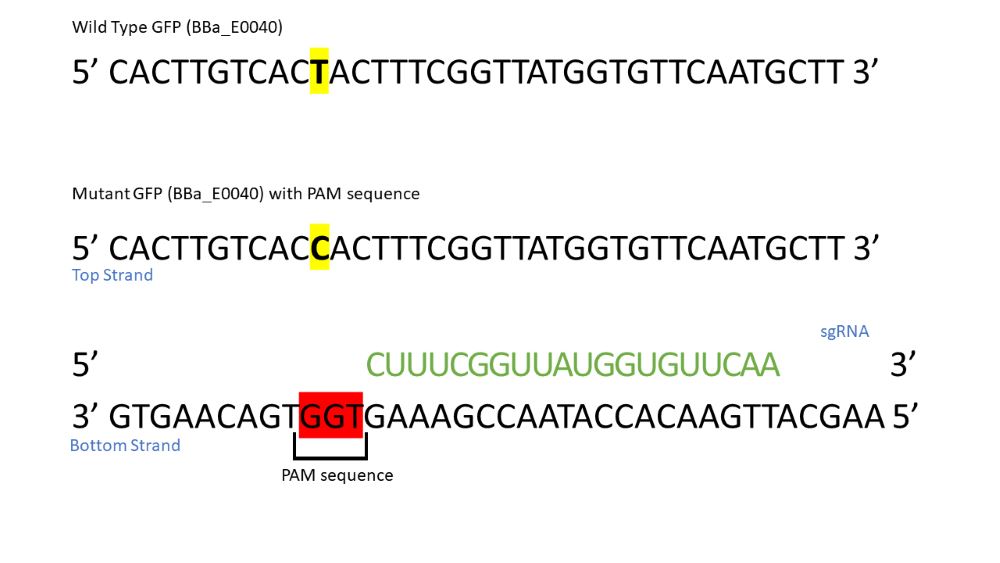 Wild Type GFP (BBa_E0040)
5’ CACTTGTCACTACTTTCGGTTATGGTGTTCAATGCTT 3’
Mutant GFP (BBa_E0040) with PAM sequence
5’ CACTTGTCACCACTTTCGGTTATGGTGTTCAATGCTT 3’
Top Strand
sgRNA
5’ CUUUCGGUUAUGGUGUUCAA 3’
3’ GTGAACAGTGGTGAAAGCCAATACCACAAGTTACGAA 5’
Bottom Strand
PAM sequence